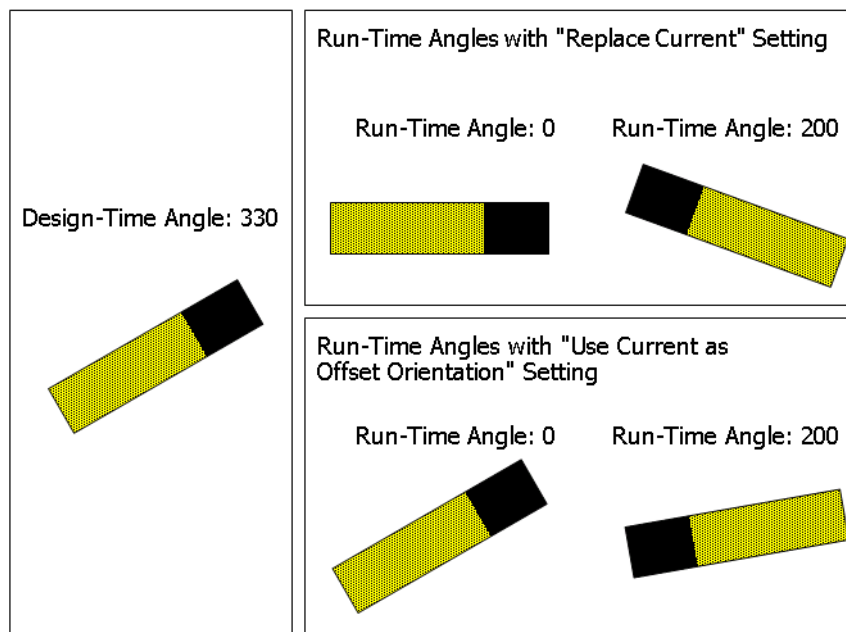 Design-Time Angle: 330
Run-Time Angles with "Replace Current" Setting
Run-Time Angle: 0
Run-Time Angle: 200
Run-Time Angles with "Use Current as
Offset Orientation" Setting
Run-Time Angle: 0
Run-Time Angle: 200